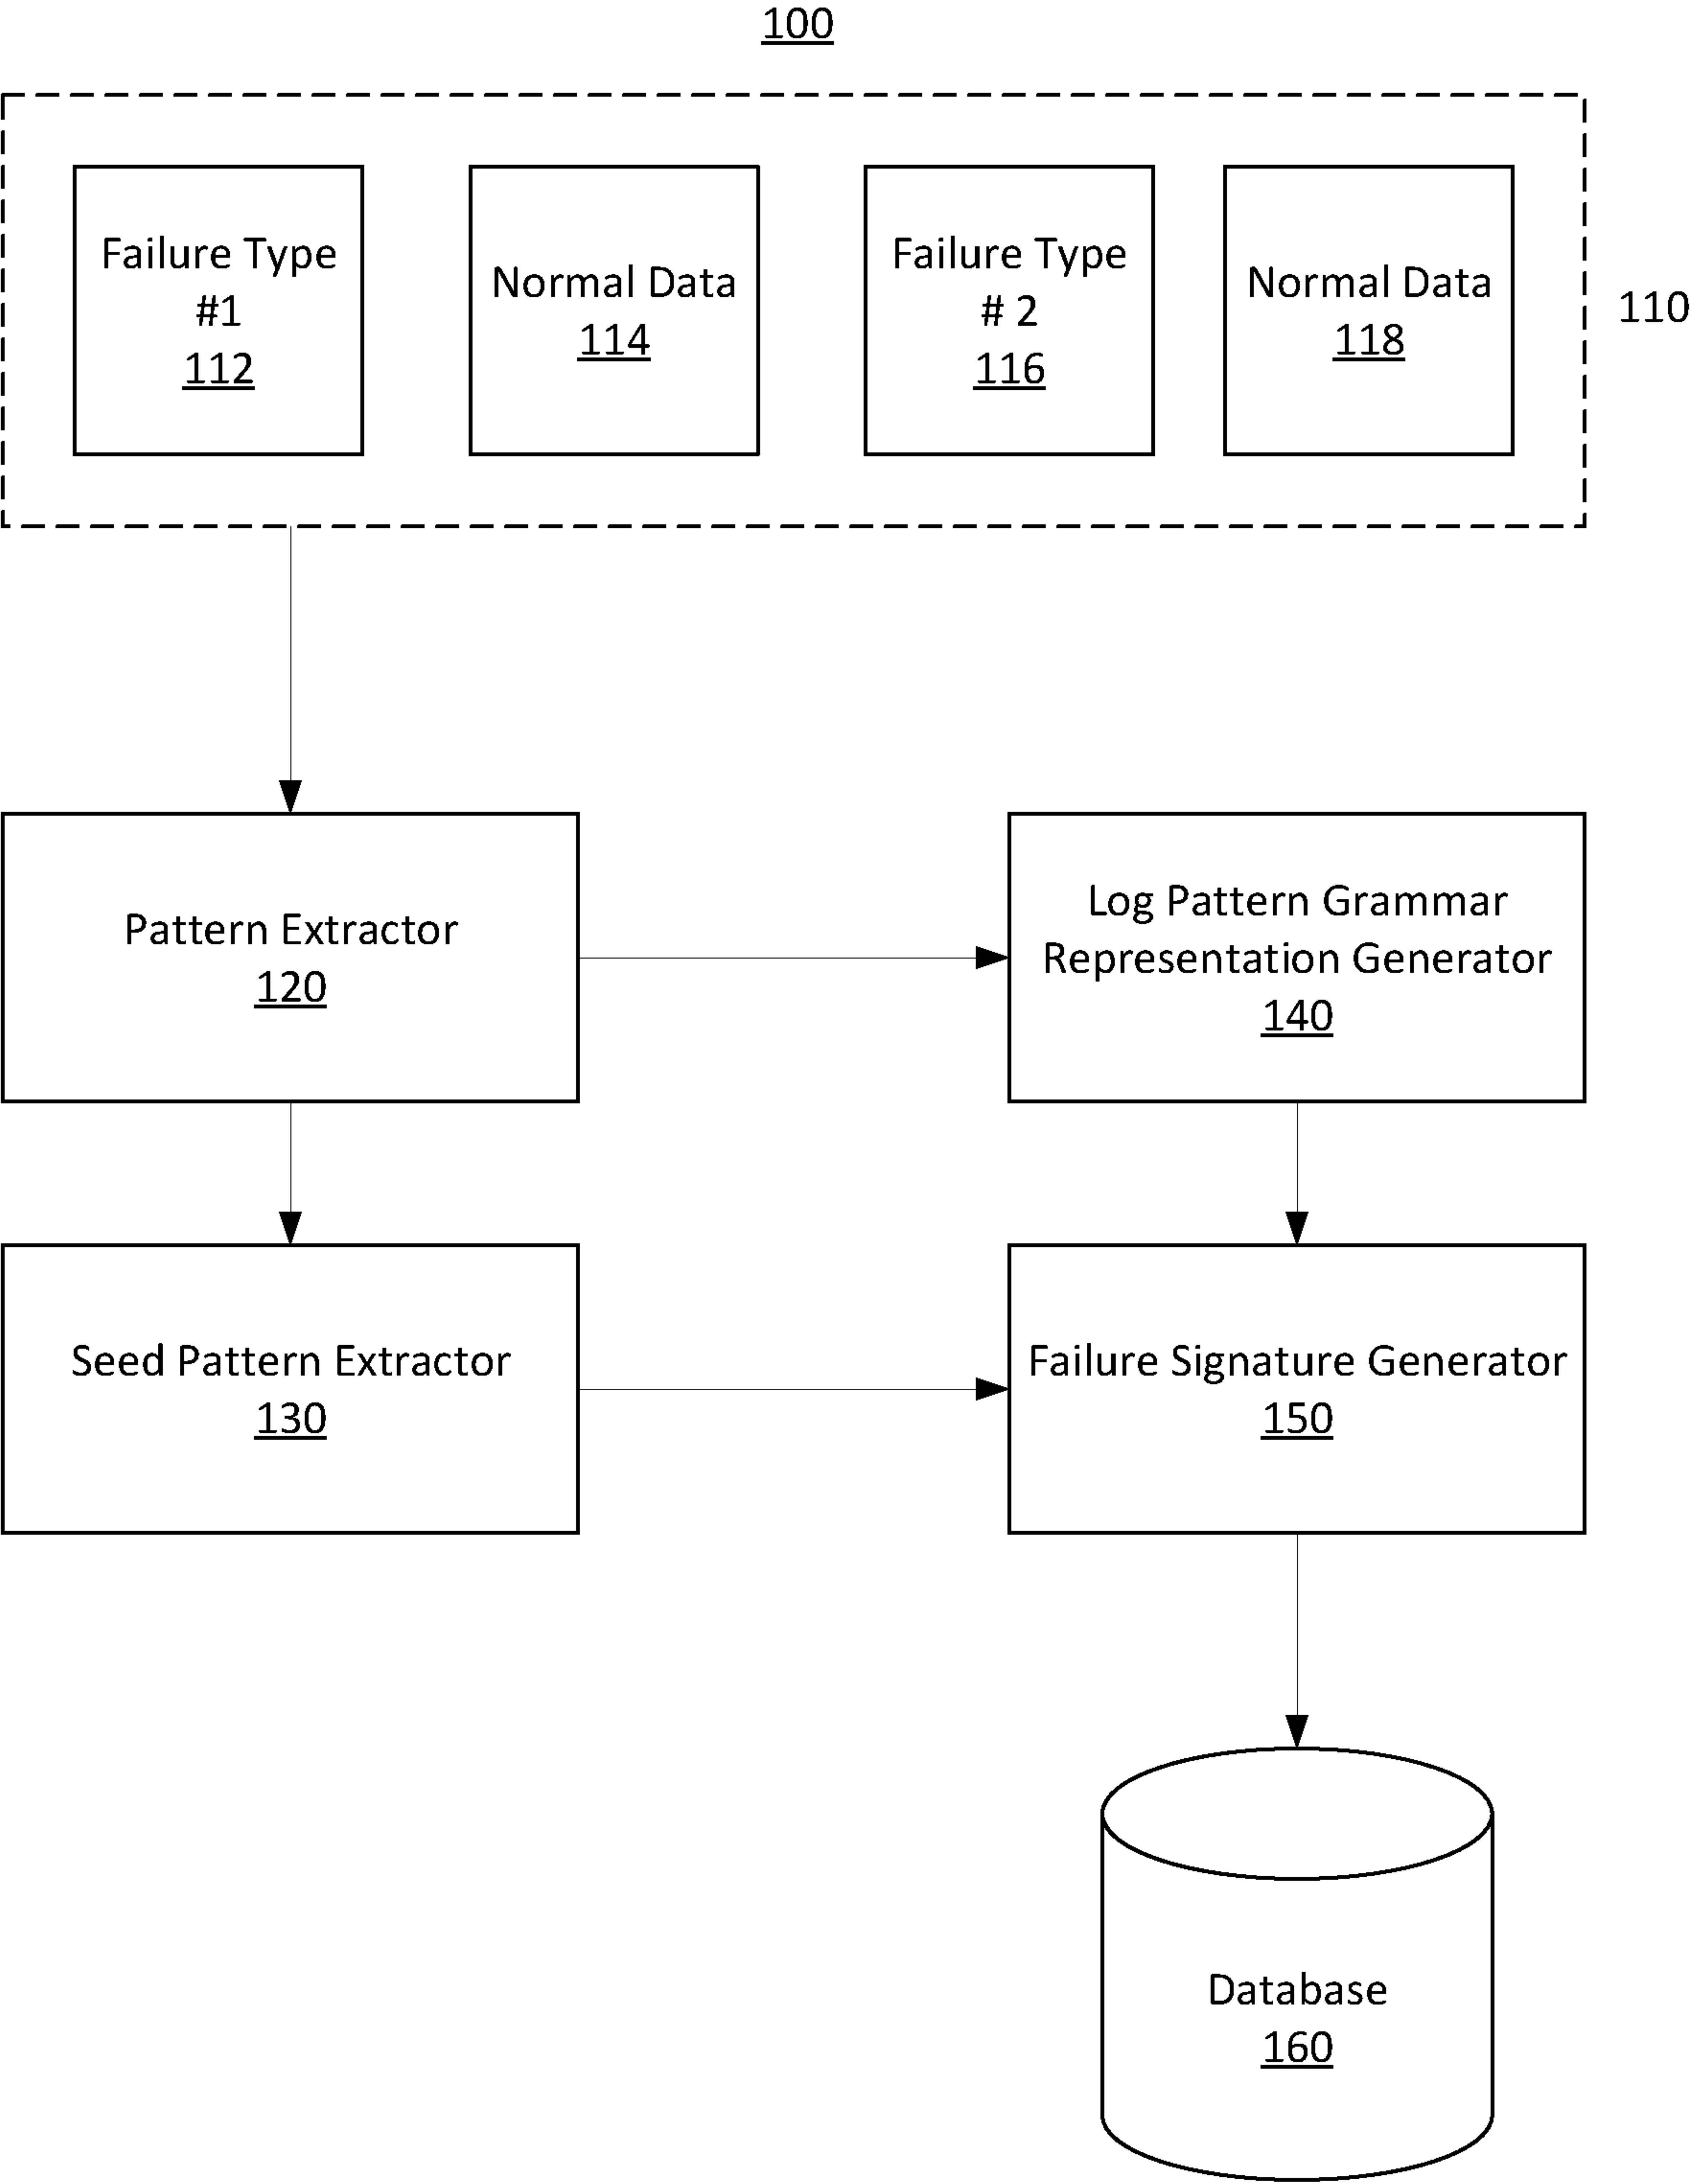 100
Failure Type
#1
112
Normal Data
114
Failure Type
# 2
116
Normal Data
118
110
Pattern Extractor
120
Log Pattern Grammar
Representation Generator
140
Seed Pattern Extractor
130
Failure Signature Generator
150
Database
160